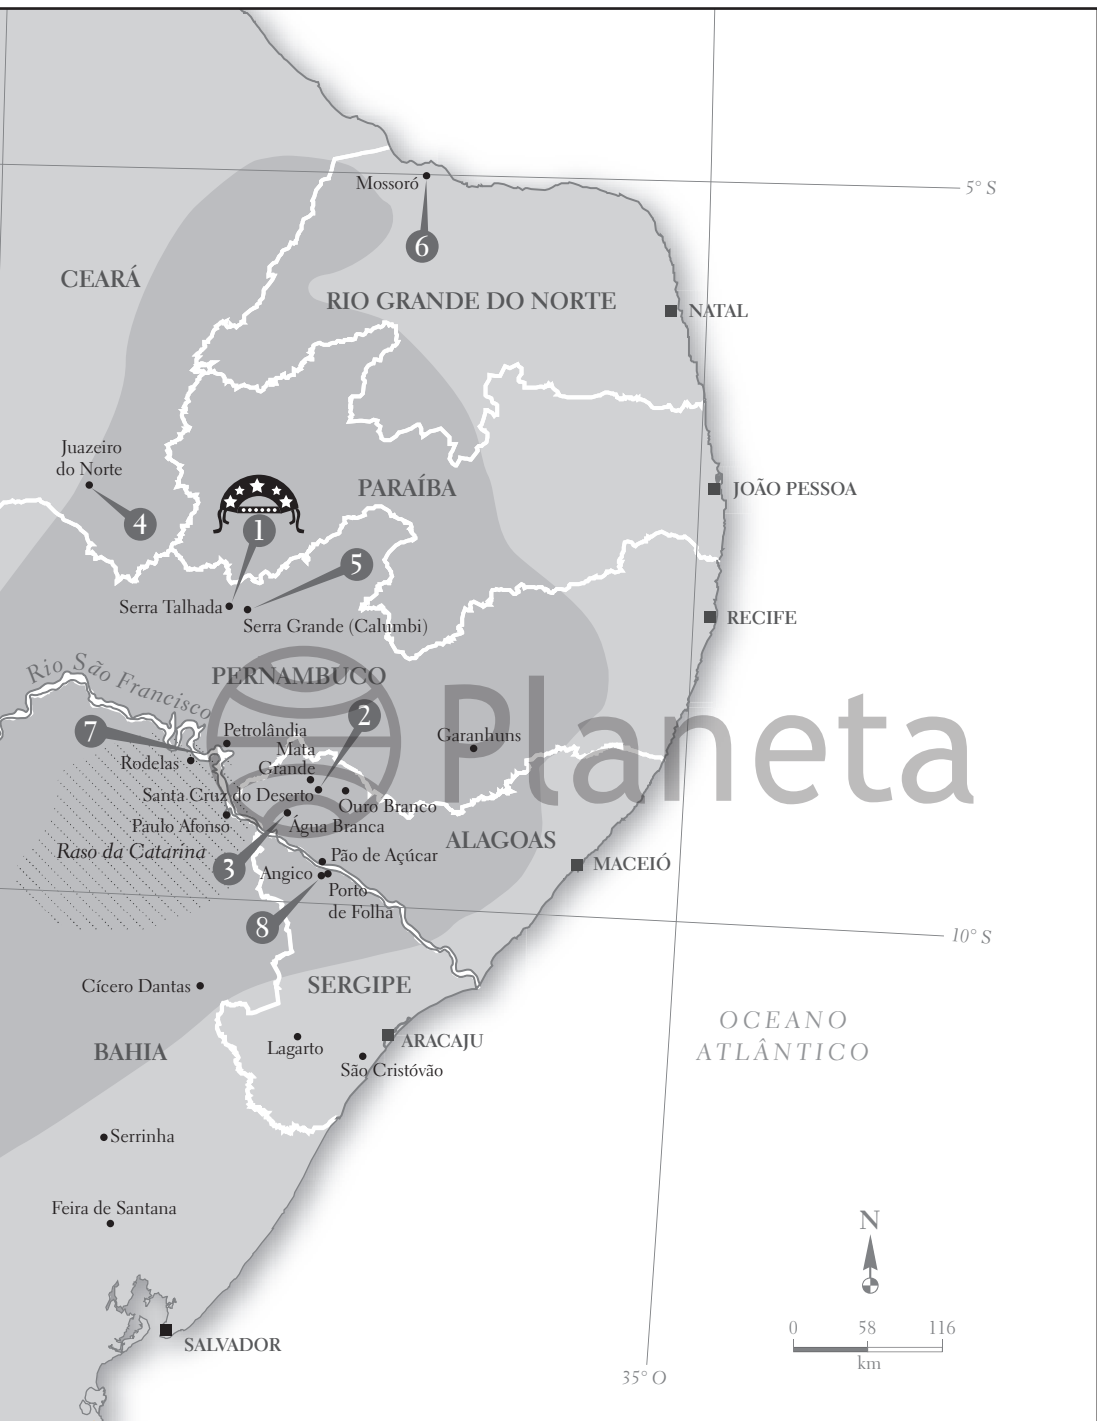 Mossoró
5° S
6
CEARÁ
RIO GRANDE DO NORTE
NATAL
Juazeiro
do Norte
PARAÍBA
JOÃO PESSOA
4
1
5
Serra Talhada
Serra Grande (Calumbi)
RECIFE
Rio São Francisco
PERNAMBUCO
Planeta
2
7
Petrolândia
Garanhuns
Mata
Grande
Rodelas
Santa Cruz do Deserto
Ouro Branco
Paulo Afonso
Água Branca
ALAGOAS
Raso da Catarina
Pão de Açúcar
MACEIÓ
3
Angico
Porto
de Folha
8
10° S
Cícero Dantas
SERGIPE
OCEANO
ATLÂNTICO
ARACAJU
Lagarto
BAHIA
São Cristóvão
Serrinha
Feira de Santana
N
SALVADOR
0 58 116
km
35° O